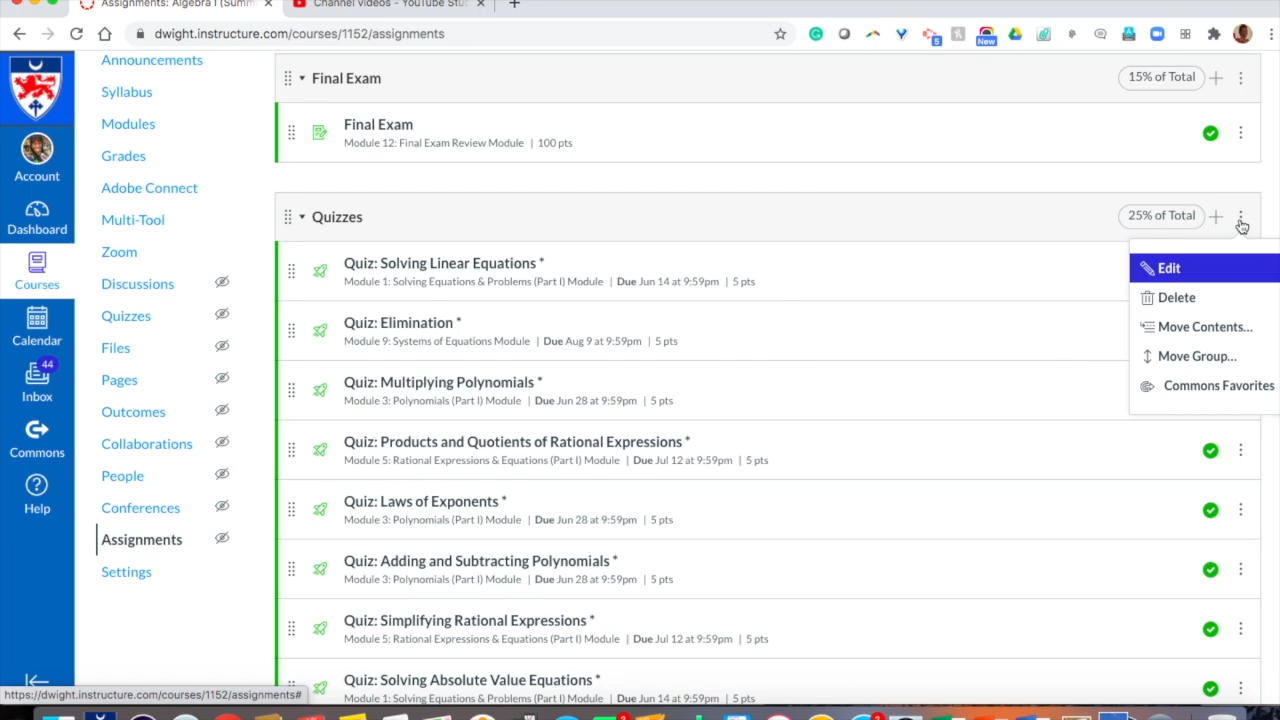 Assignments: Algebra I (Summ
Channel videos - YouTube Stu
dwight.instructure.com/courses/1152/assignments
5
New
Account
Dashboard
Courses
Calendar
44
Inbox
Commons
Help
Announcements
Syllabus
Modules
Grades
Adobe Connect
Multi-Tool
Zoom
Discussions
Quizzes
Files
Pages
Outcomes
Collaborations
People
Conferences
Assignments
Settings
Final Exam
15% of Total
Final Exam
Module 12: Final Exam Review Module | 100 pts
Quizzes
25% of Total
Edit
Delete
Move Contents...
Move Group...
Commons Favorites
Quiz: Solving Linear Equations *
Module 1: Solving Equations & Problems (Part I) Module | Due Jun 14 at 9:59pm | 5 pts
Quiz: Elimination *
Module 9: Systems of Equations Module | Due Aug 9 at 9:59pm | 5 pts
Quiz: Multiplying Polynomials *
Module 3: Polynomials (Part I) Module | Due Jun 28 at 9:59pm | 5 pts
Quiz: Products and Quotients of Rational Expressions *
Module 5: Rational Expressions & Equations (Part I) Module | Due Jul 12 at 9:59pm | 5 pts
Quiz: Laws of Exponents *
Module 3: Polynomials (Part I) Module | Due Jun 28 at 9:59pm | 5 pts
Quiz: Adding and Subtracting Polynomials *
Module 3: Polynomials (Part I) Module | Due Jun 28 at 9:59pm | 5 pts
Quiz: Simplifying Rational Expressions *
Module 5: Rational Expressions & Equations (Part I) Module | Due Jul 12 at 9:59pm | 5 pts
Quiz: Solving Absolute Value Equations *
Module 1: Solving Equations & Problems (Part I) Module | Due Jun 14 at 9:59pm | 5 pts
https://dwight.instructure.com/courses/1152/assignments#